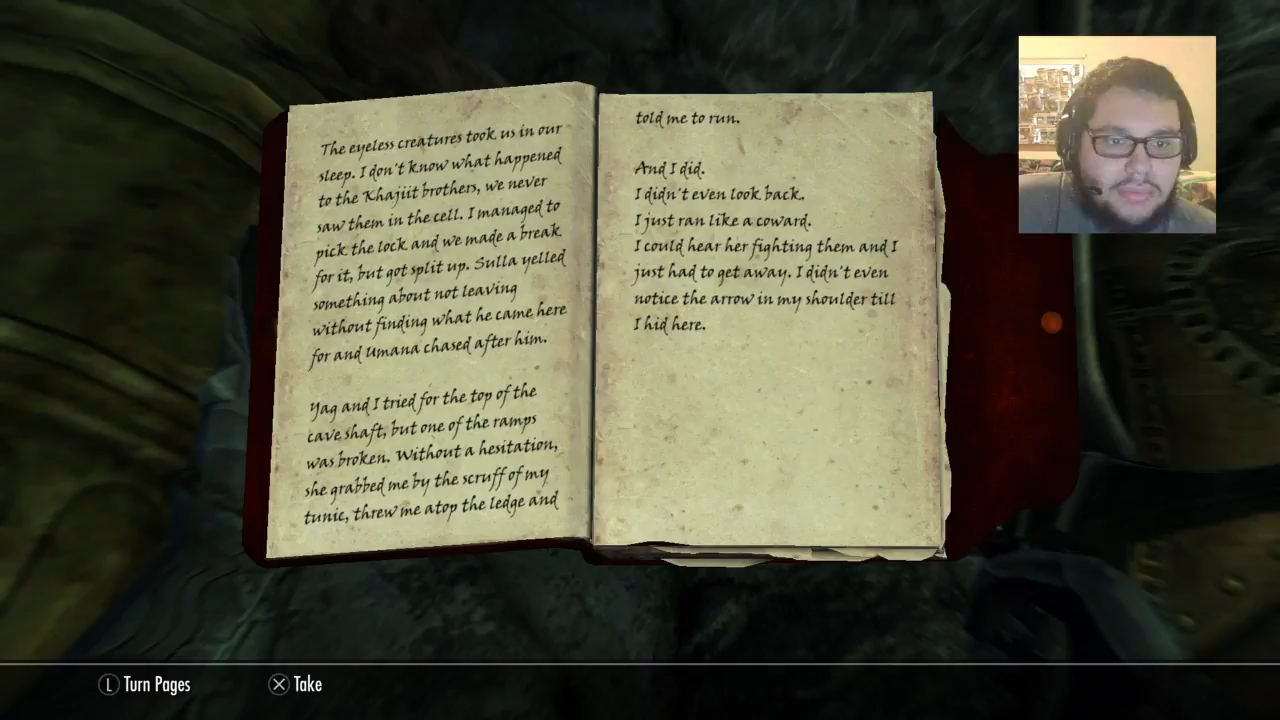 The eyeless creatures took us in our
sleep. I don't know what happened
to the Khajiit brothers, we never
saw them in the cell. I managed to
pick the lock and we made a break
for it, but got split up. Sulla yelled
something about not leaving
without finding what he came here
for and Umana chased after him.
Yag and I tried for the top of the
cave shaft, but one of the ramps
was broken. Without a hesitation,
she grabbed me by the scruff of my
tunic, threw me atop the ledge and
told me to run.
And I did.
I didn't even look back.
I just ran like a coward.
I could hear her fighting them and I
just had to get away. I didn't even
notice the arrow in my shoulder till
I hid here.
L Turn Pages
X Take